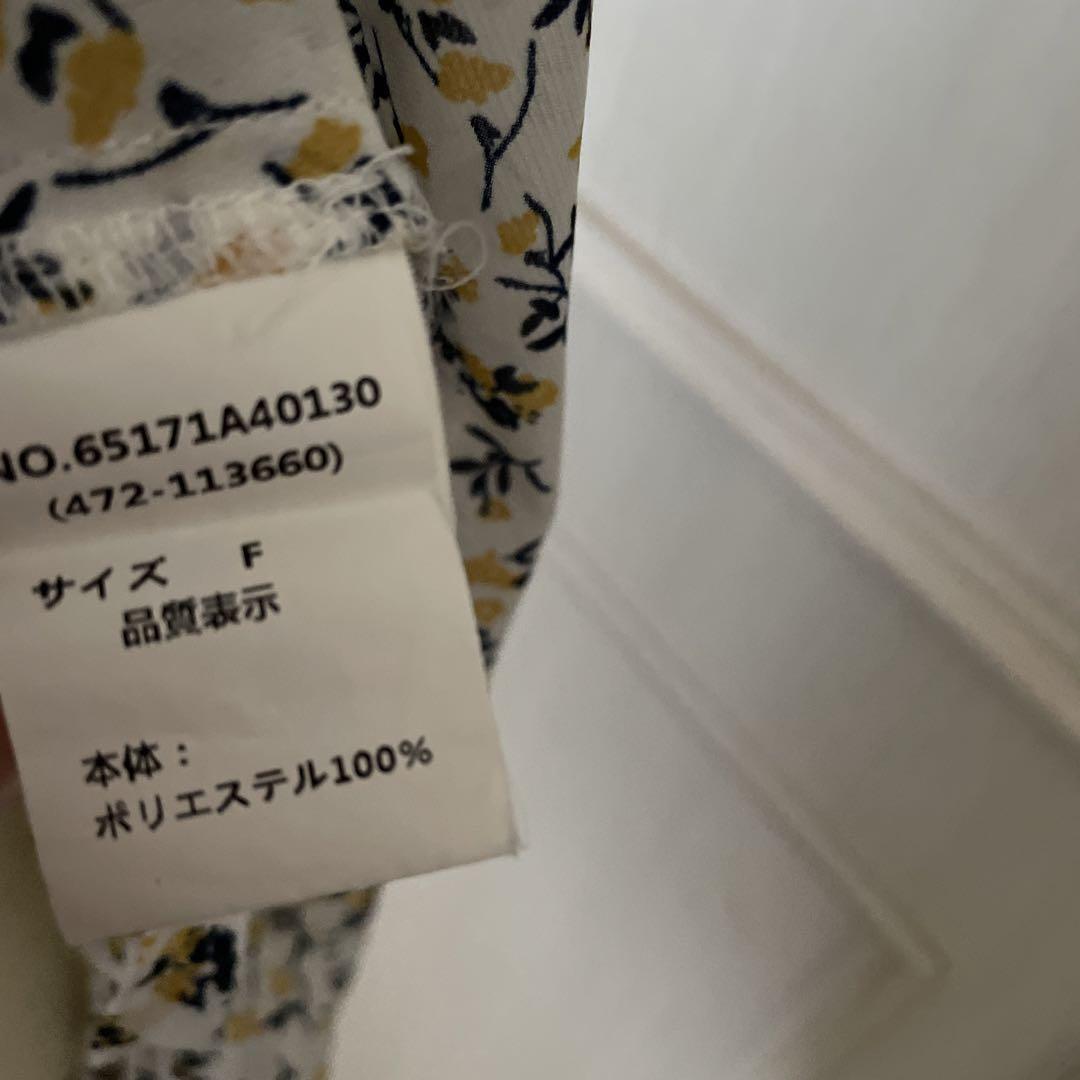 NO.65171A40130
(472-113660)
サイズ F
品質表示
本体：
ポリエステル100%